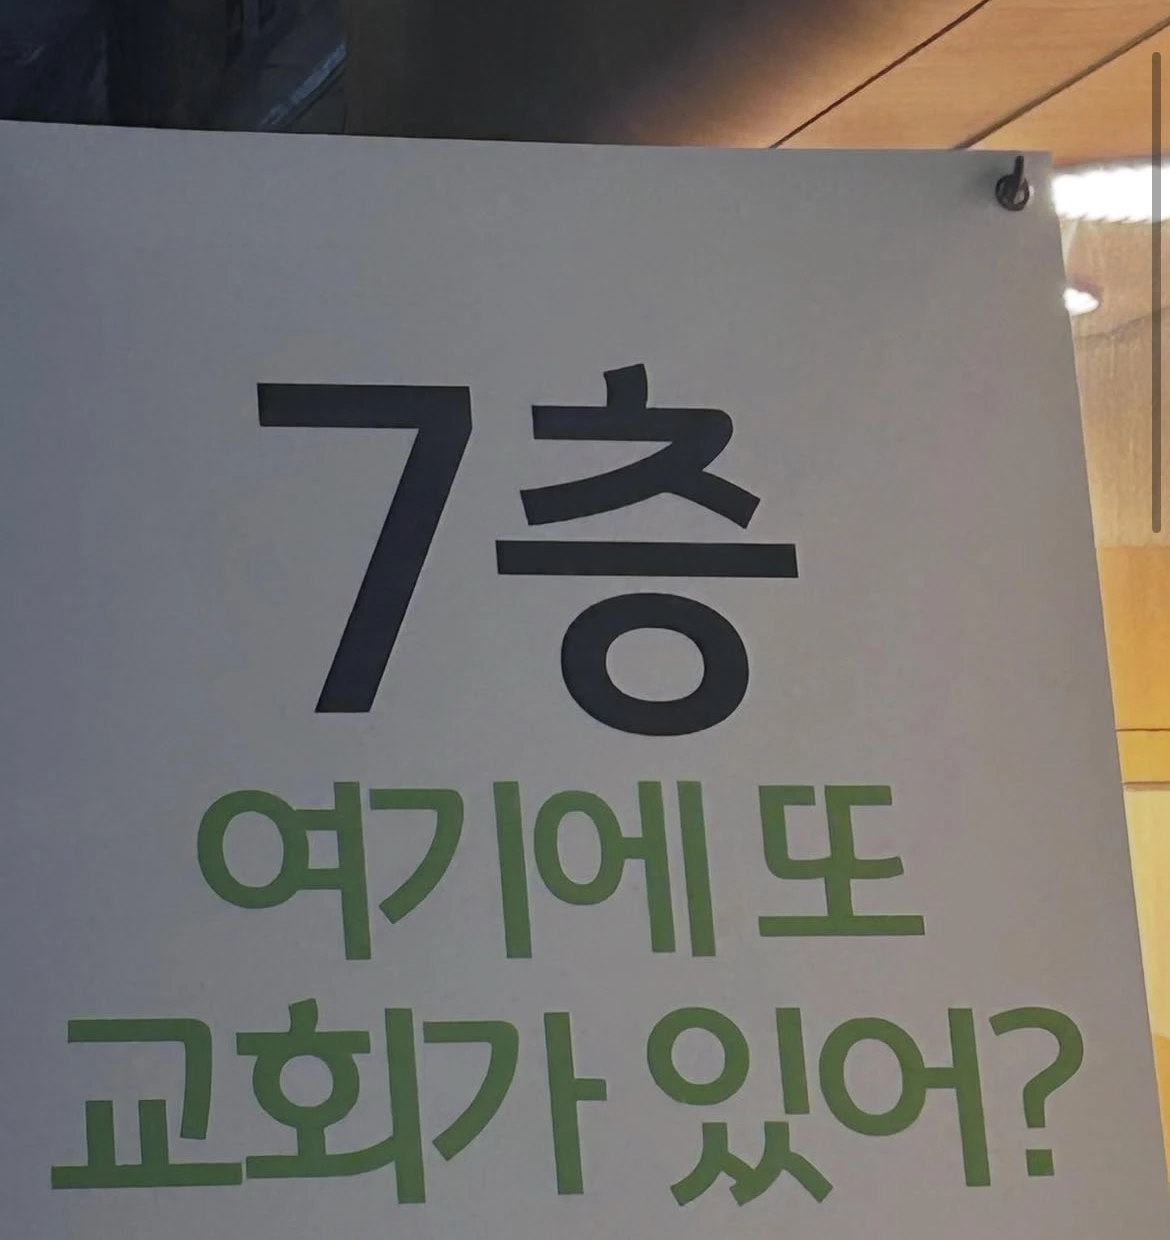 7층
여기에 또
교회가 있어?